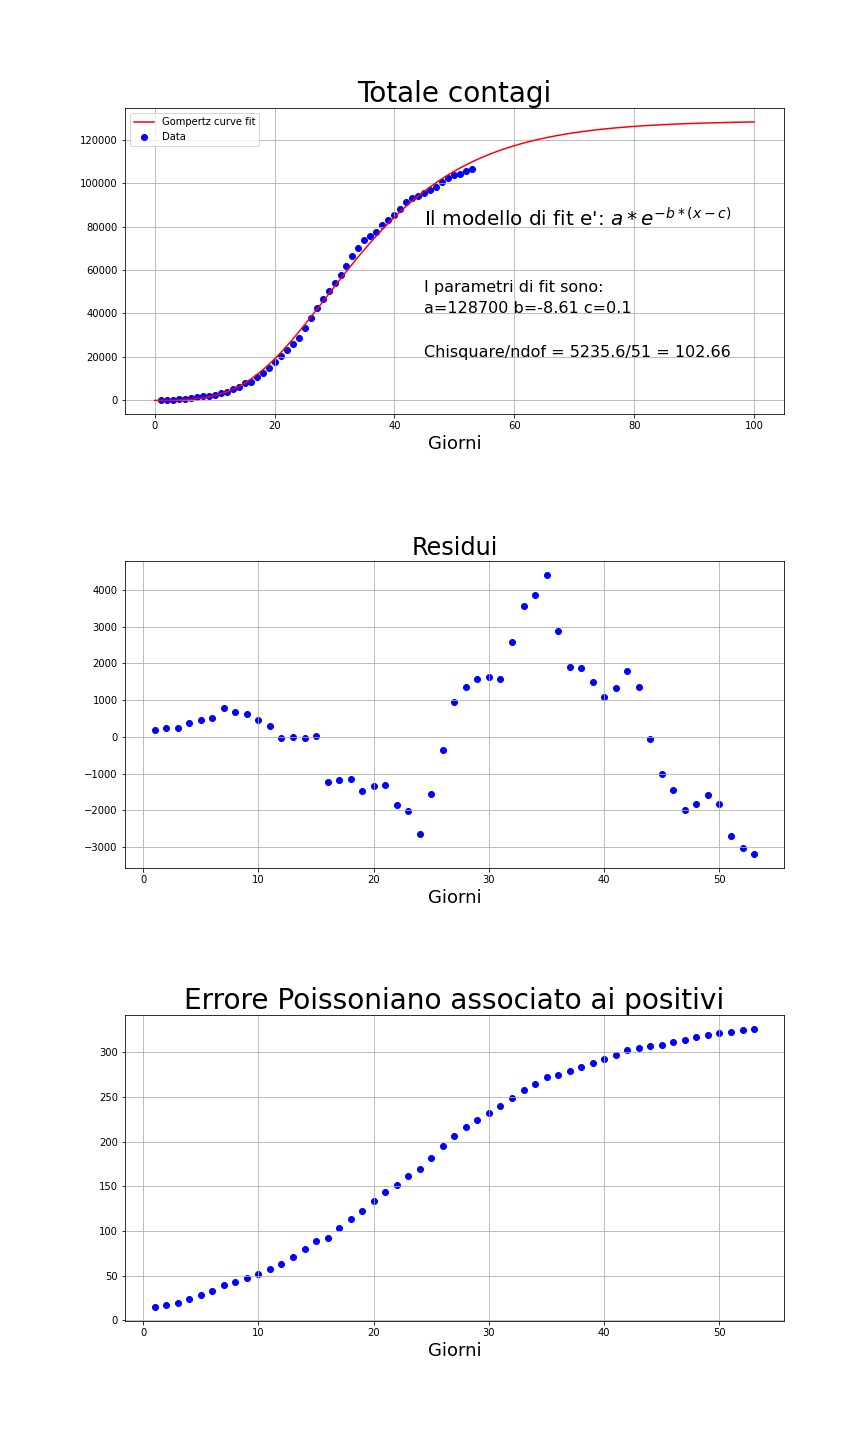 Totale contagi
Gompertz curve fit
Data
120000
100000
80000
60000
40000
20000
0
Il modello di fit e': a * e^{-b*(x-c)}
I parametri di fit sono:
a=128700 b=-8.61 c=0.1
Chisquare/ndof = 5235.6/51 = 102.66
0 20 40 60 80 100
Giorni
Residui
4000
3000
2000
1000
0
−1000
−2000
−3000
0 10 20 30 40 50
Giorni
Errore Poissoniano associato ai positivi
300
250
200
150
100
50
0
0 10 20 30 40 50
Giorni